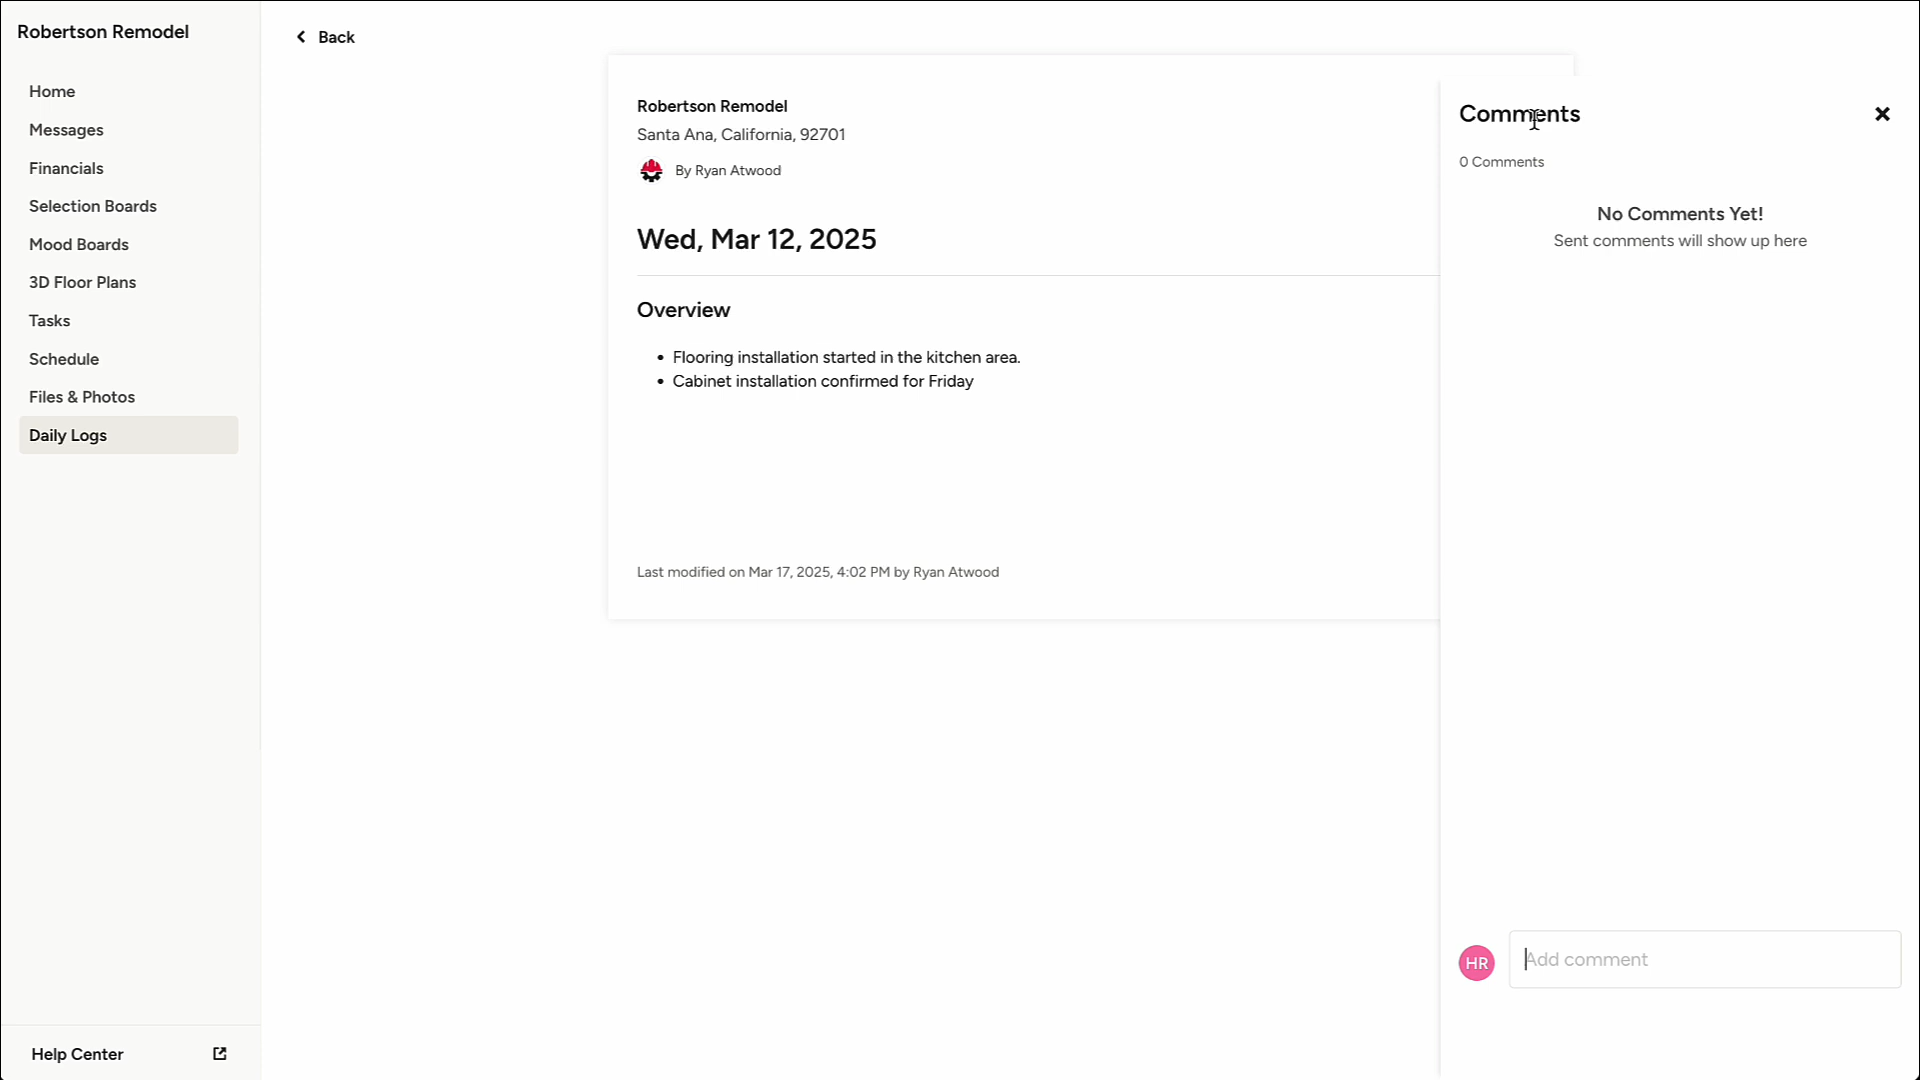 Robertson Remodel
Home
Messages
Financials
Selection Boards
Mood Boards
3D Floor Plans
Tasks
Schedule
Files & Photos
Daily Logs
Help Center
Back
Robertson Remodel
Santa Ana, California, 92701
By Ryan Atwood
Wed, Mar 12, 2025
Overview
• Flooring installation started in the kitchen area.
• Cabinet installation confirmed for Friday
Last modified on Mar 17, 2025, 4:02 PM by Ryan Atwood
Comments
0 Comments
No Comments Yet!
Sent comments will show up here
HR
Add comment